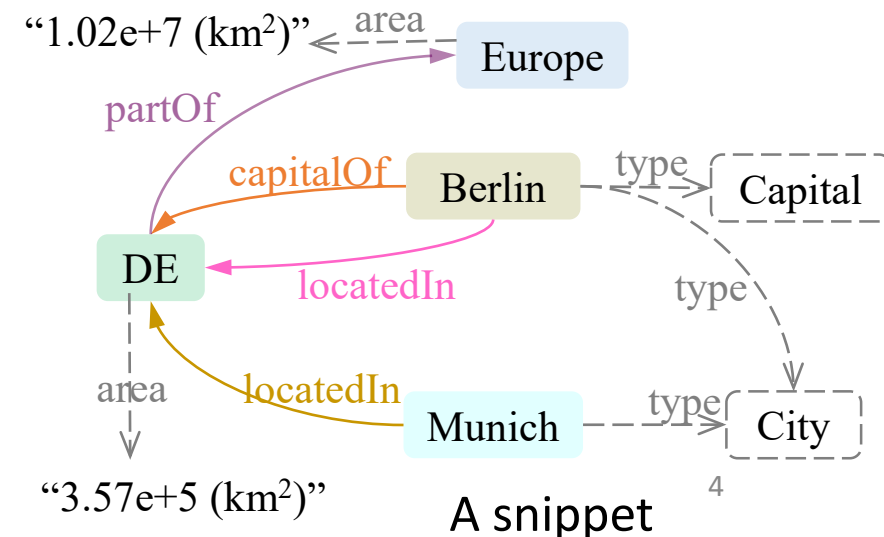 “1.02e+7 (km²)”
area
Europe
partOf
capitalOf
Berlin
type
Capital
DE
locatedIn
type
area
locatedIn
Munich
type
City
“3.57e+5 (km²)”
4
A snippet